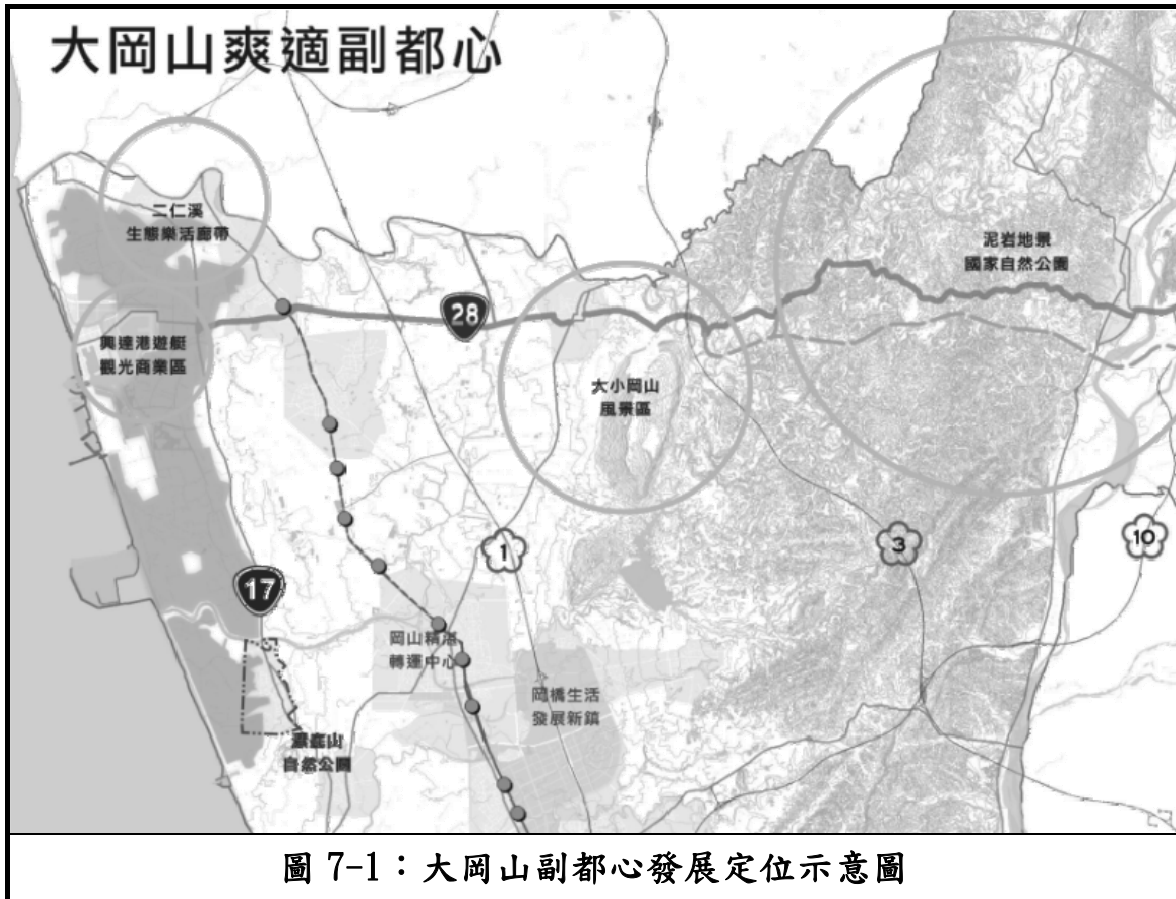 大岡山爽適副都心
二仁溪
生態樂活廊帶
泥岩地景
國家自然公園
28
興達港遊艇
觀光商業區
大小岡山
風景區
1
3
10
17
岡山精
轉運中心
岡橋生活
發展新鎮
山
自然公園
圖 7-1：大岡山副都心發展定位示意圖